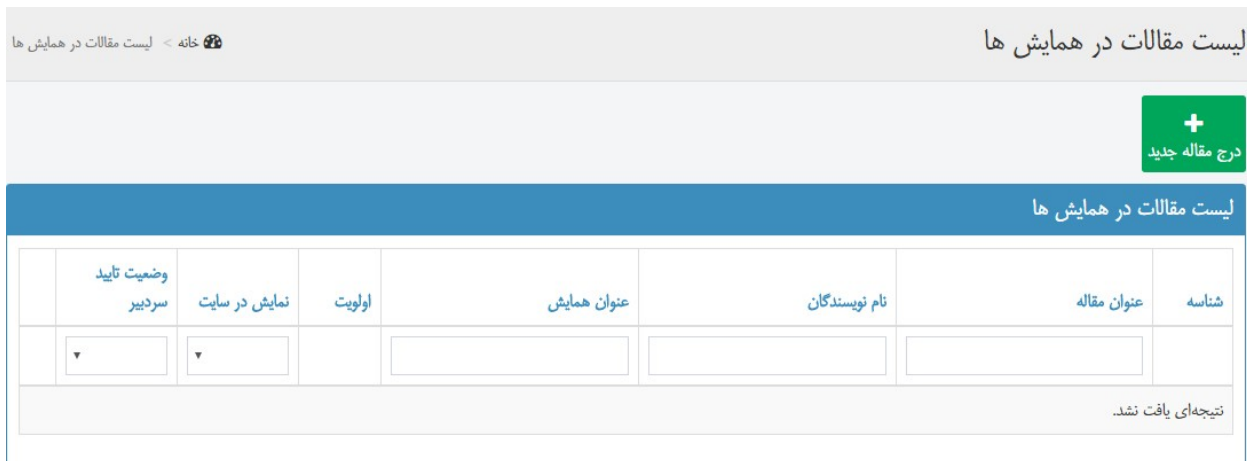 لیست مقالات در همایش ها
خانه > لیست مقالات در همایش ها
درج مقاله جدید
لیست مقالات در همایش ها
شناسه عنوان مقاله نام نویسندگان عنوان همایش اولویت نمایش در سایت وضعیت تایید
سردبیر
نتیجه‌ای یافت نشد.